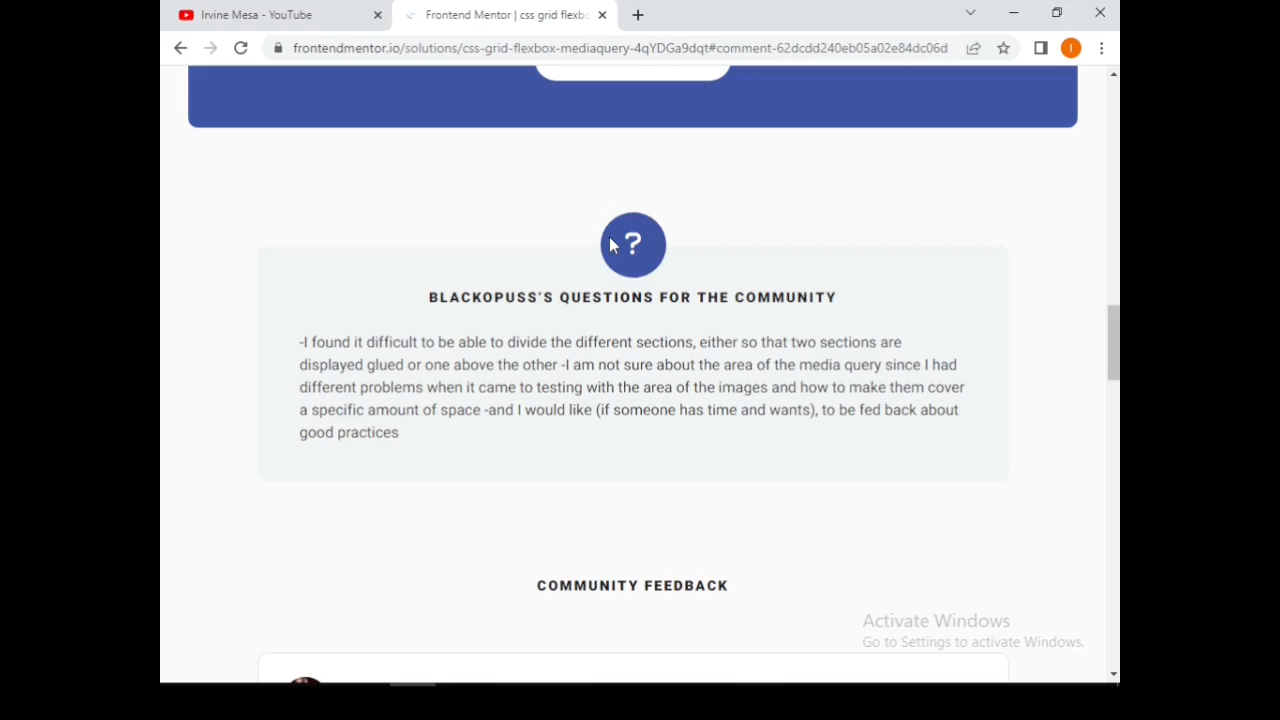 Irvine Mesa - YouTube
Frontend Mentor | css grid flexbo
frontendmentor.io/solutions/css-grid-flexbox-mediaquery-4qYDGa9dqt#comment-62dcdd240eb05a02e84dc06d
I
?
BLACKOPUSS'S QUESTIONS FOR THE COMMUNITY
-I found it difficult to be able to divide the different sections, either so that two sections are
displayed glued or one above the other -I am not sure about the area of the media query since I had
different problems when it came to testing with the area of the images and how to make them cover
a specific amount of space -and I would like (if someone has time and wants), to be fed back about
good practices
COMMUNITY FEEDBACK
Activate Windows
Go to Settings to activate Windows.